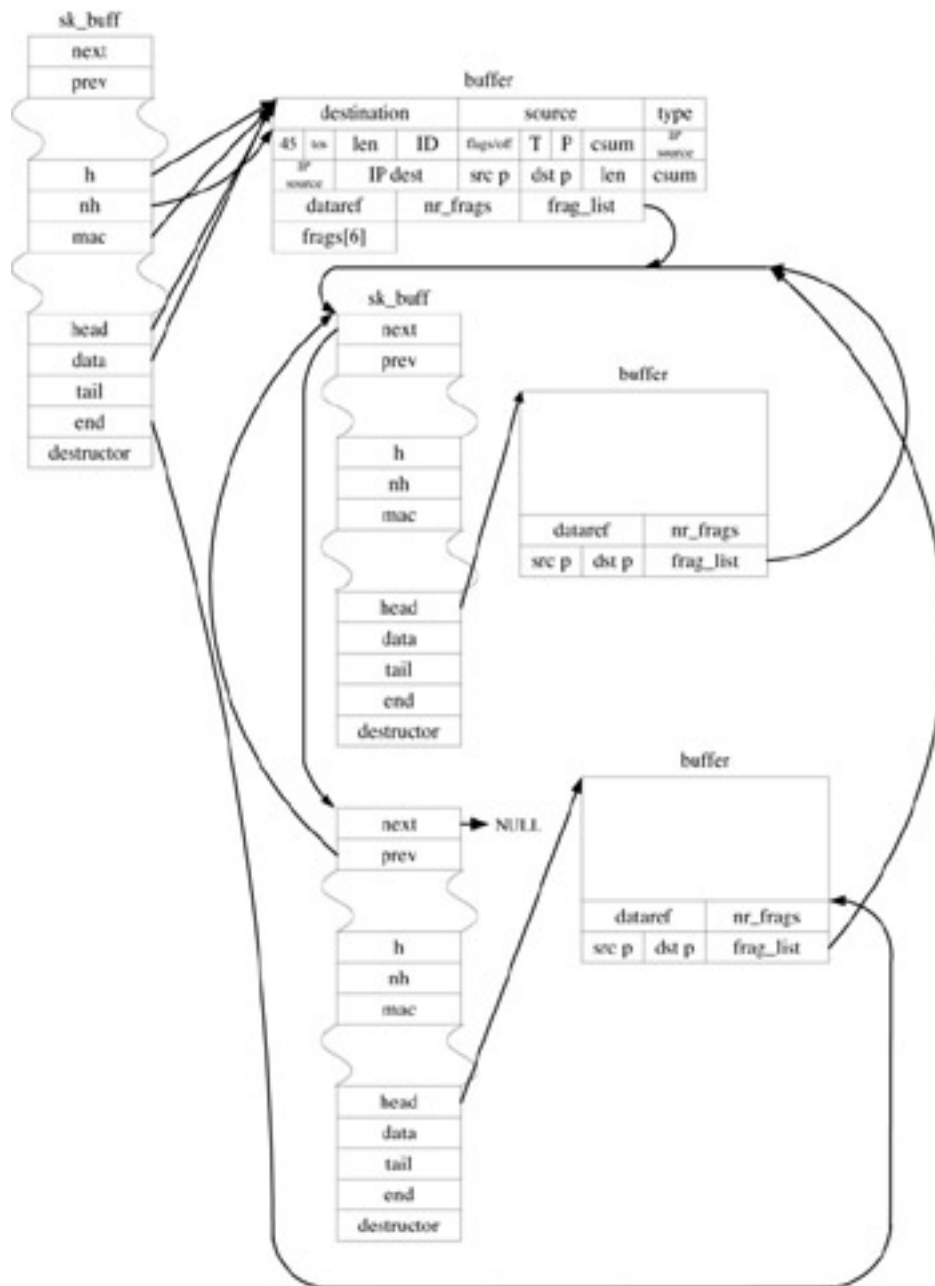 sk_buff
next
prev
h
nh
mac
head
data
tail
end
destructor
buffer
destination source type
45 tos len ID flags/off T P csum IP source
IP source IP dest src p dst p len csum
dataref nr_frags frag_list
frags[6]
sk_buff
next
prev
h
nh
mac
head
data
tail
end
destructor
buffer
dataref nr_frags
src p dst p frag_list
next NULL
prev
h
nh
mac
head
data
tail
end
destructor
buffer
dataref nr_frags
src p dst p frag_list